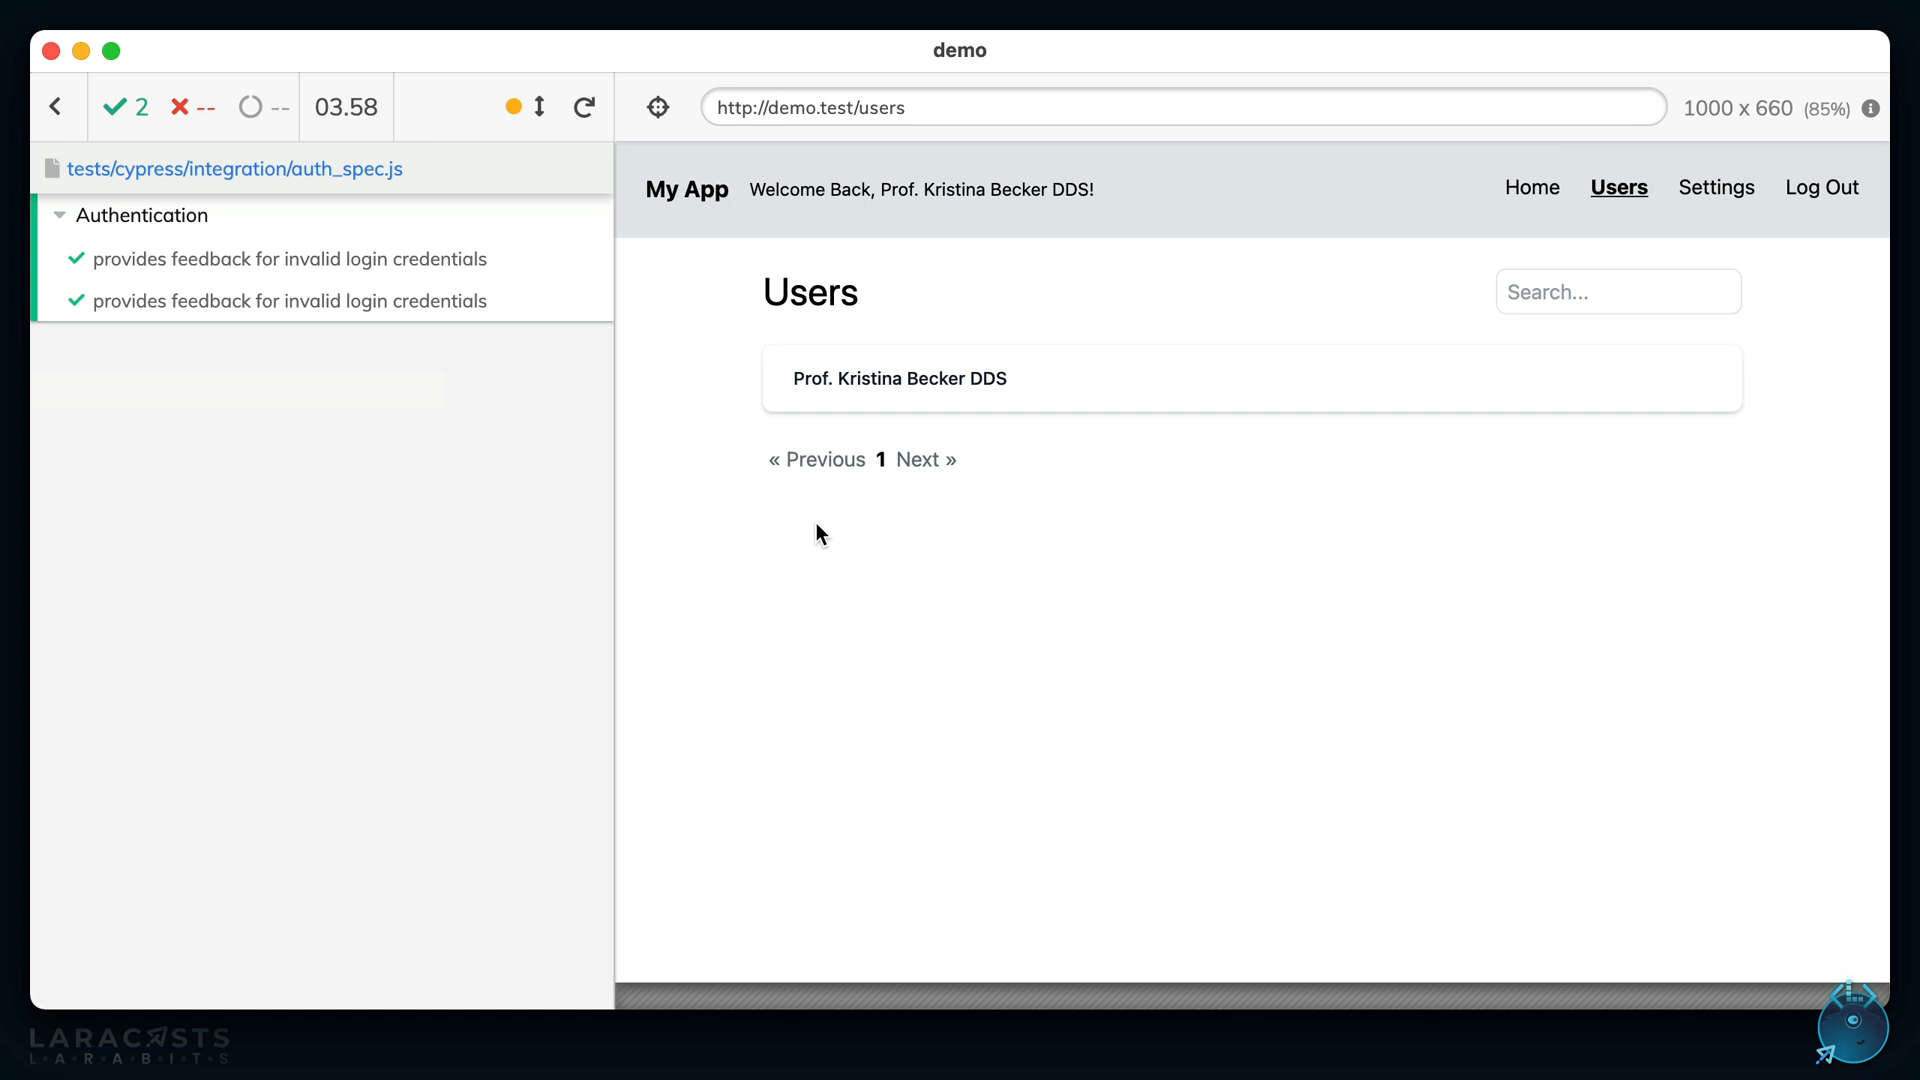 demo
2 -- -- 03.58
http://demo.test/users
1000 x 660 (85%)
tests/cypress/integration/auth_spec.js
Authentication
provides feedback for invalid login credentials
provides feedback for invalid login credentials
My App Welcome Back, Prof. Kristina Becker DDS!
Home Users Settings Log Out
Users
Search...
Prof. Kristina Becker DDS
« Previous 1 Next »
LARACASTS
L·A·R·A·B·I·T·S